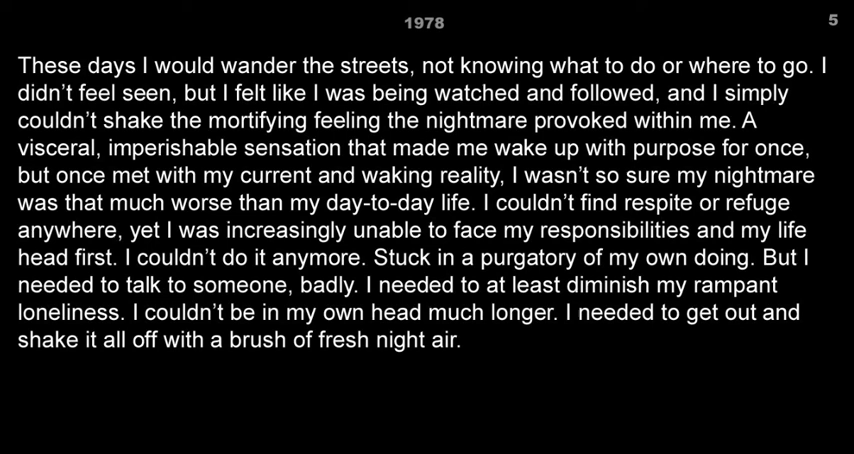 1978
5
These days I would wander the streets, not knowing what to do or where to go. I
didn't feel seen, but I felt like I was being watched and followed, and I simply
couldn't shake the mortifying feeling the nightmare provoked within me. A
visceral, imperishable sensation that made me wake up with purpose for once,
but once met with my current and waking reality, I wasn't so sure my nightmare
was that much worse than my day-to-day life. I couldn't find respite or refuge
anywhere, yet I was increasingly unable to face my responsibilities and my life
head first. I couldn't do it anymore. Stuck in a purgatory of my own doing. But I
needed to talk to someone, badly. I needed to at least diminish my rampant
loneliness. I couldn't be in my own head much longer. I needed to get out and
shake it all off with a brush of fresh night air.